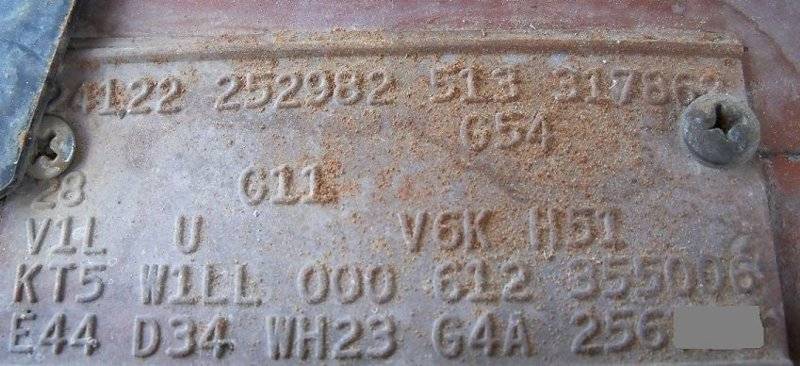 24122 252982 513 317862
G54
28 G11
V1L U V6K H51
KT5 W1LL 000 612 355006
E44 D34 WH23 G4A 256